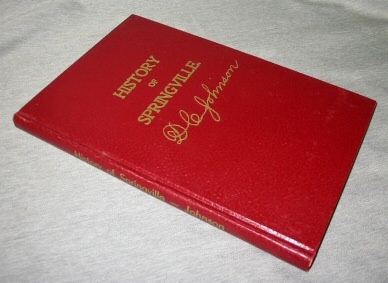 HISTORY
OF
SPRINGVILLE
D C Johnson
History of Springville - Johnson